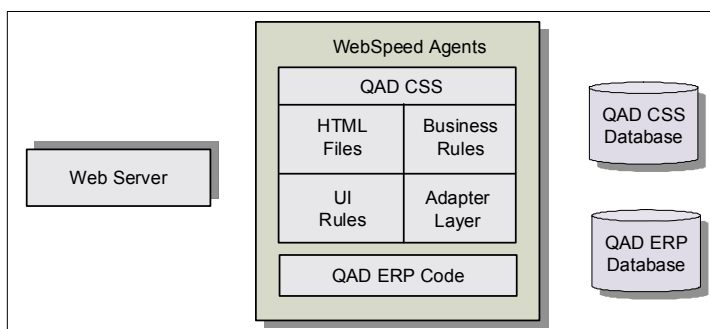 WebSpeed Agents
QAD CSS
HTML
Files
Business
Rules
UI
Rules
Adapter
Layer
QAD ERP Code
Web Server
QAD CSS
Database
QAD ERP
Database